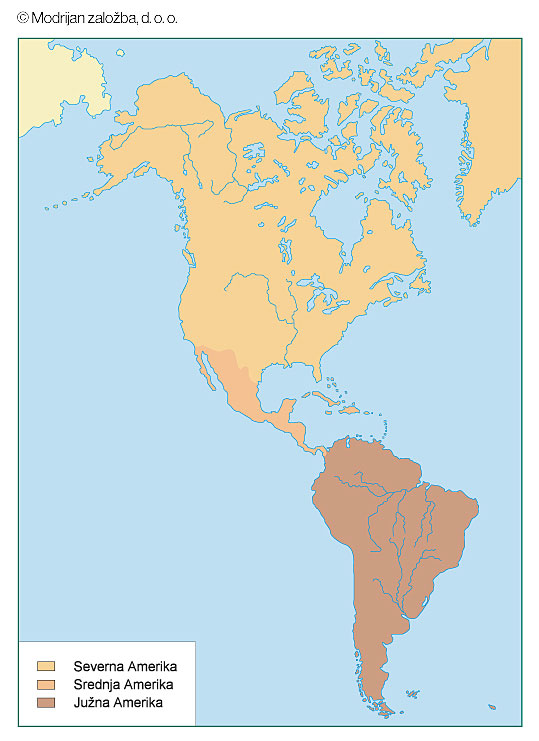 © Modrijan založba, d. o. o.
Severna Amerika
Srednja Amerika
Južna Amerika